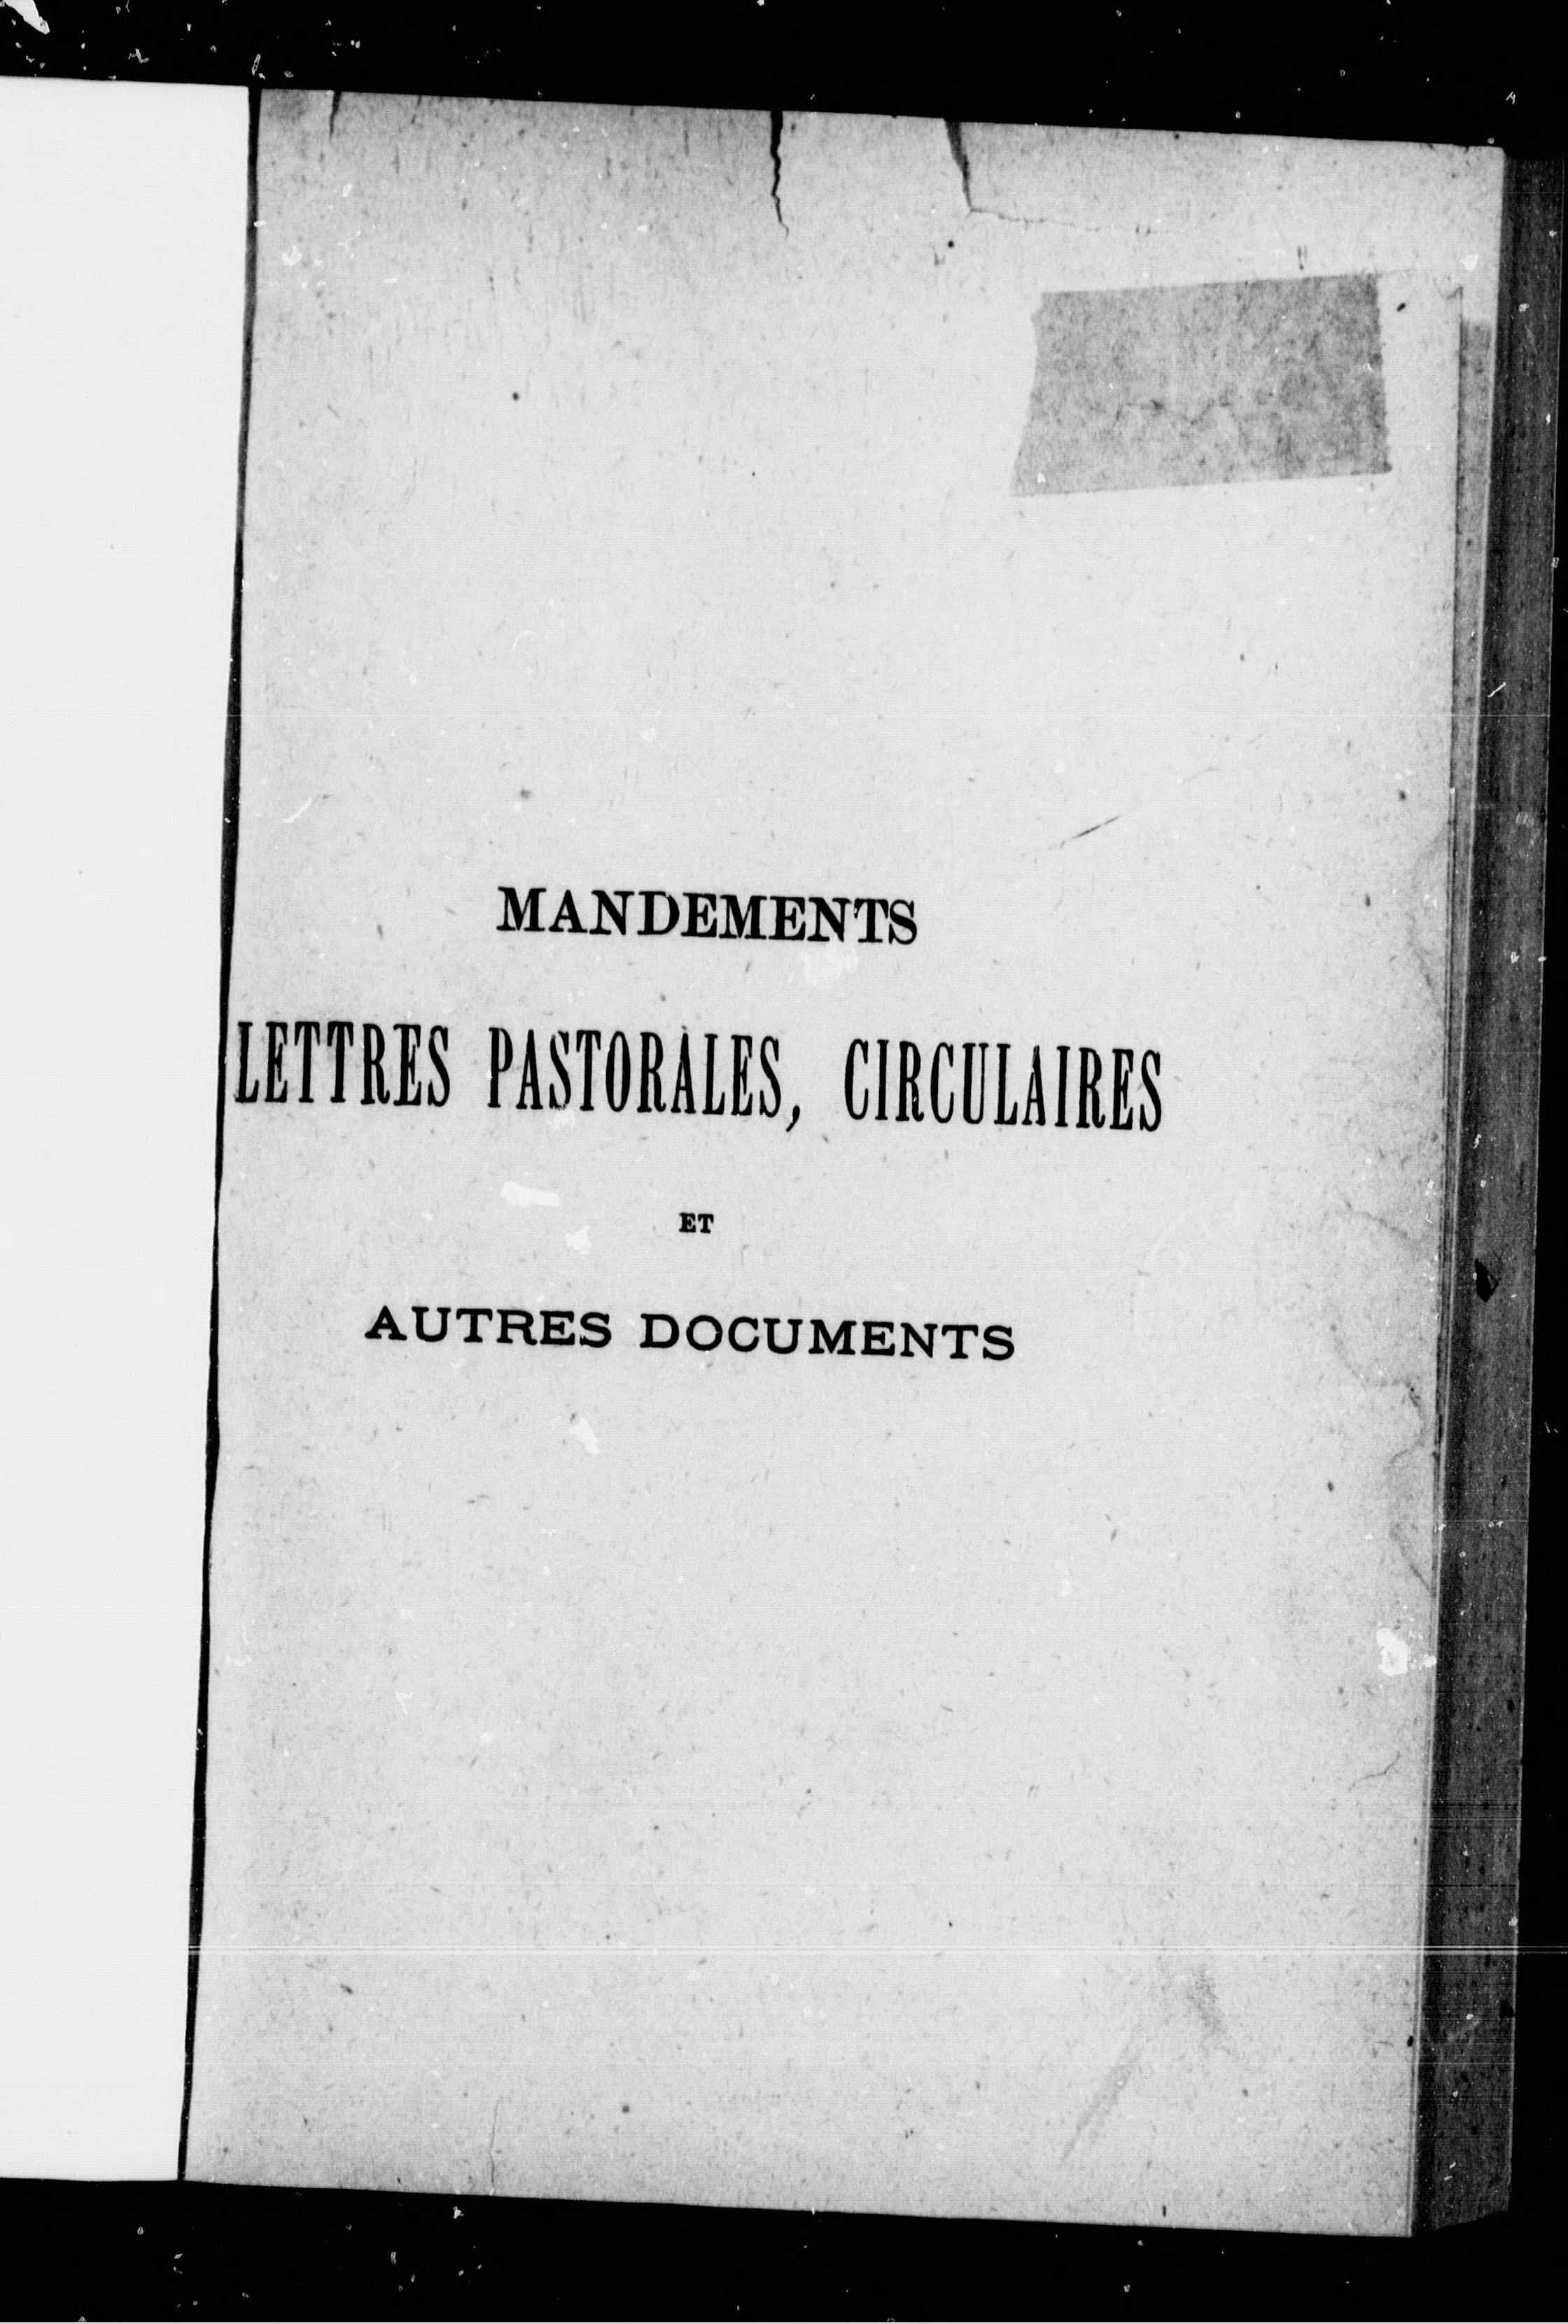 MANDEMENTS
LETTRES PASTORALES, CIRCULAIRES
ET
AUTRES DOCUMENTS